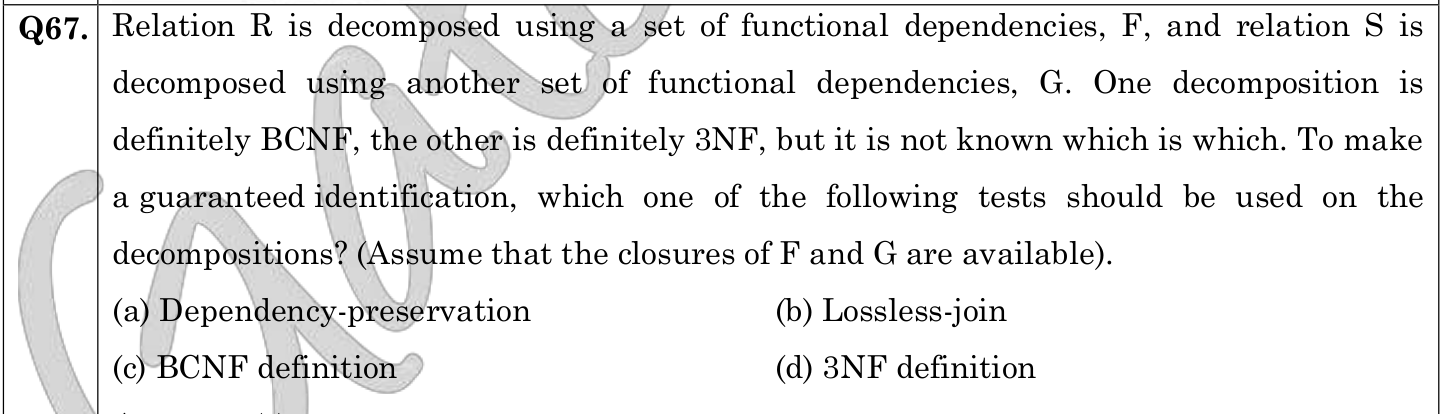 Q67. Relation R is decomposed using a set of functional dependencies, F, and relation S is
decomposed using another set of functional dependencies, G. One decomposition is
definitely BCNF, the other is definitely 3NF, but it is not known which is which. To make
a guaranteed identification, which one of the following tests should be used on the
decompositions? (Assume that the closures of F and G are available).
(a) Dependency-preservation (b) Lossless-join
(c) BCNF definition (d) 3NF definition